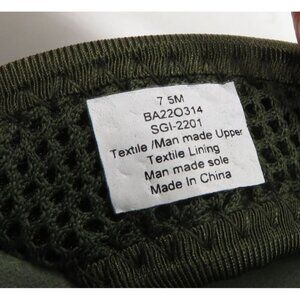 7 5M
BA22O314
SGI-2201
Textile /Man made Upper
Textile Lining
Man made sole
Made In China